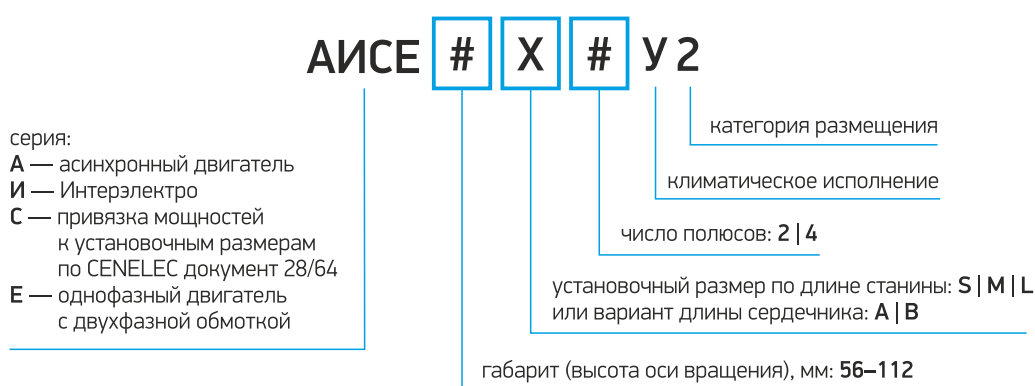 АИСЕ # X # У 2
серия:
А — асинхронный двигатель
И — Интерэлектро
С — привязка мощностей
к установочным размерам
по CENELEC документ 28/64
Е — однофазный двигатель
с двухфазной обмоткой
категория размещения
климатическое исполнение
число полюсов: 2 | 4
установочный размер по длине станины: S | M | L
или вариант длины сердечника: A | B
габарит (высота оси вращения), мм: 56–112